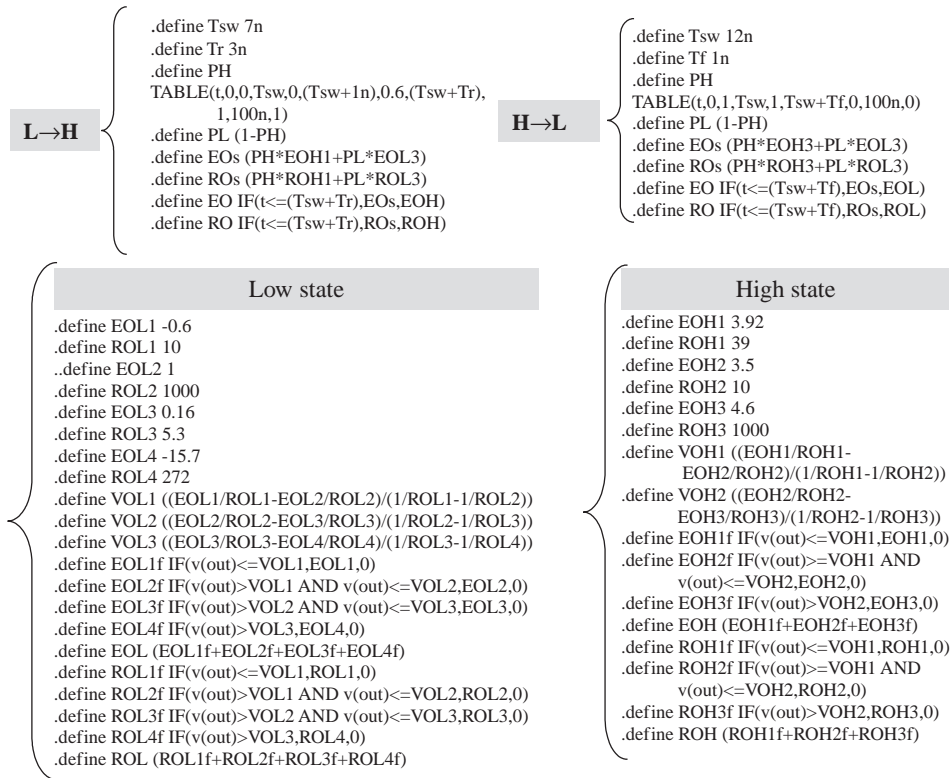 L→H
.define Tsw 7n
.define Tr 3n
.define PH
TABLE(t,0,0,Tsw,0,(Tsw+1n),0.6,(Tsw+Tr),
1,100n,1)
.define PL (1-PH)
.define EOs (PH*EOH1+PL*EOL3)
.define ROs (PH*ROH1+PL*ROL3)
.define EO IF(t<=(Tsw+Tr),EOs,EOH)
.define RO IF(t<=(Tsw+Tr),ROs,ROH)
H→L
.define Tsw 12n
.define Tf 1n
.define PH
TABLE(t,0,1,Tsw,1,Tsw+Tf,0,100n,0)
.define PL (1-PH)
.define EOs (PH*EOH3+PL*EOL3)
.define ROs (PH*ROH3+PL*ROL3)
.define EO IF(t<=(Tsw+Tf),EOs,EOL)
.define RO IF(t<=(Tsw+Tf),ROs,ROL)
Low state
.define EOL1 -0.6
.define ROL1 10
..define EOL2 1
.define ROL2 1000
.define EOL3 0.16
.define ROL3 5.3
.define EOL4 -15.7
.define ROL4 272
.define VOL1 ((EOL1/ROL1-EOL2/ROL2)/(1/ROL1-1/ROL2))
.define VOL2 ((EOL2/ROL2-EOL3/ROL3)/(1/ROL2-1/ROL3))
.define VOL3 ((EOL3/ROL3-EOL4/ROL4)/(1/ROL3-1/ROL4))
.define EOL1f IF(v(out)<=VOL1,EOL1,0)
.define EOL2f IF(v(out)>VOL1 AND v(out)<=VOL2,EOL2,0)
.define EOL3f IF(v(out)>VOL2 AND v(out)<=VOL3,EOL3,0)
.define EOL4f IF(v(out)>VOL3,EOL4,0)
.define EOL (EOL1f+EOL2f+EOL3f+EOL4f)
.define ROL1f IF(v(out)<=VOL1,ROL1,0)
.define ROL2f IF(v(out)>VOL1 AND v(out)<=VOL2,ROL2,0)
.define ROL3f IF(v(out)>VOL2 AND v(out)<=VOL3,ROL3,0)
.define ROL4f IF(v(out)>VOL3,ROL4,0)
.define ROL (ROL1f+ROL2f+ROL3f+ROL4f)
High state
.define EOH1 3.92
.define ROH1 39
.define EOH2 3.5
.define ROH2 10
.define EOH3 4.6
.define ROH3 1000
.define VOH1 ((EOH1/ROH1-
EOH2/ROH2)/(1/ROH1-1/ROH2))
.define VOH2 ((EOH2/ROH2-
EOH3/ROH3)/(1/ROH2-1/ROH3))
.define EOH1f IF(v(out)<=VOH1,EOH1,0)
.define EOH2f IF(v(out)>=VOH1 AND
v(out)<=VOH2,EOH2,0)
.define EOH3f IF(v(out)>VOH2,EOH3,0)
.define EOH (EOH1f+EOH2f+EOH3f)
.define ROH1f IF(v(out)<=VOH1,ROH1,0)
.define ROH2f IF(v(out)>=VOH1 AND
v(out)<=VOH2,ROH2,0)
.define ROH3f IF(v(out)>VOH2,ROH3,0)
.define ROH (ROH1f+ROH2f+ROH3f)